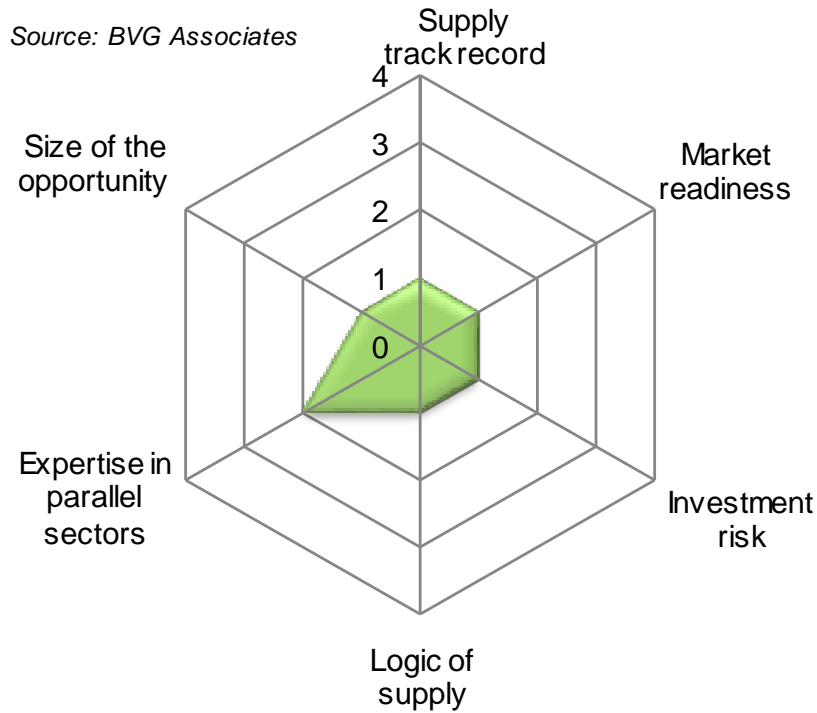 Source: BVG Associates
Supply
track record
4
3
2
1
0
Size of the
opportunity
Market
readiness
Expertise in
parallel
sectors
Investment
risk
Logic of
supply